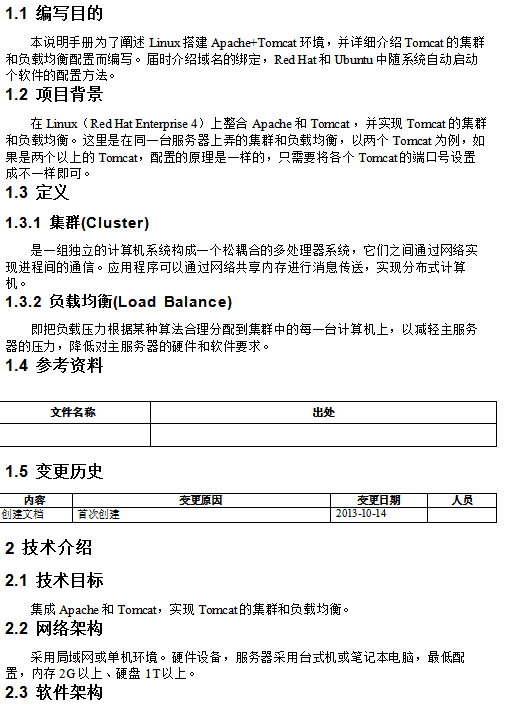 1.1 编写目的
本说明手册为了阐述 Linux 搭建 Apache+Tomcat 环境，并详细介绍 Tomcat 的集群
和负载均衡配置而编写。届时介绍域名的绑定，Red Hat 和 Ubuntu 中随系统自动启动
个软件的配置方法。
1.2 项目背景
在 Linux（Red Hat Enterprise 4）上整合 Apache 和 Tomcat ，并实现 Tomcat 的集群
和负载均衡。这里是在同一台服务器上弄的集群和负载均衡，以两个 Tomcat 为例，如
果是两个以上的 Tomcat，配置的原理是一样的，只需要将各个 Tomcat 的端口号设置
成不一样即可。
1.3 定义
1.3.1 集群(Cluster)
是一组独立的计算机系统构成一个松耦合的多处理器系统，它们之间通过网络实
现进程间的通信。应用程序可以通过网络共享内存进行消息传送，实现分布式计算
机。
1.3.2 负载均衡(Load Balance)
即把负载压力根据某种算法合理分配到集群中的每一台计算机上，以减轻主服务
器的压力，降低对主服务器的硬件和软件要求。
1.4 参考资料
文件名称 出处
1.5 变更历史
内容 变更原因 变更日期 人员
创建文档 首次创建 2013-10-14
2 技术介绍
2.1 技术目标
集成 Apache 和 Tomcat，实现 Tomcat 的集群和负载均衡。
2.2 网络架构
采用局域网或单机环境。硬件设备，服务器采用台式机或笔记本电脑，最低配
置，内存 2G 以上、硬盘 1T 以上。
2.3 软件架构